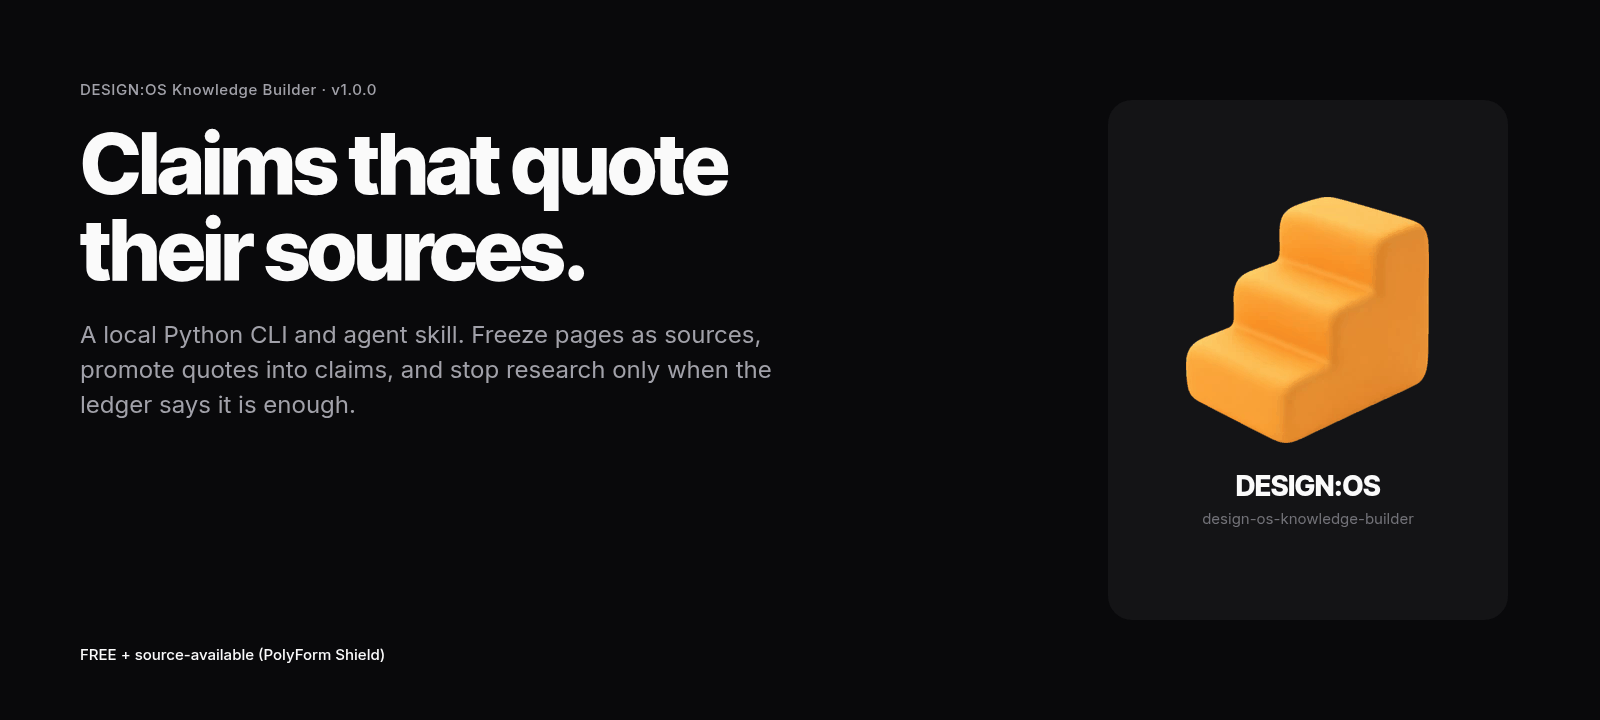 DESIGN:OS Knowledge Builder · v1.0.0
Claims that quote
their sources.
A local Python CLI and agent skill. Freeze pages as sources,
promote quotes into claims, and stop research only when the
ledger says it is enough.
DESIGN:OS
design-os-knowledge-builder
FREE + source-available (PolyForm Shield)